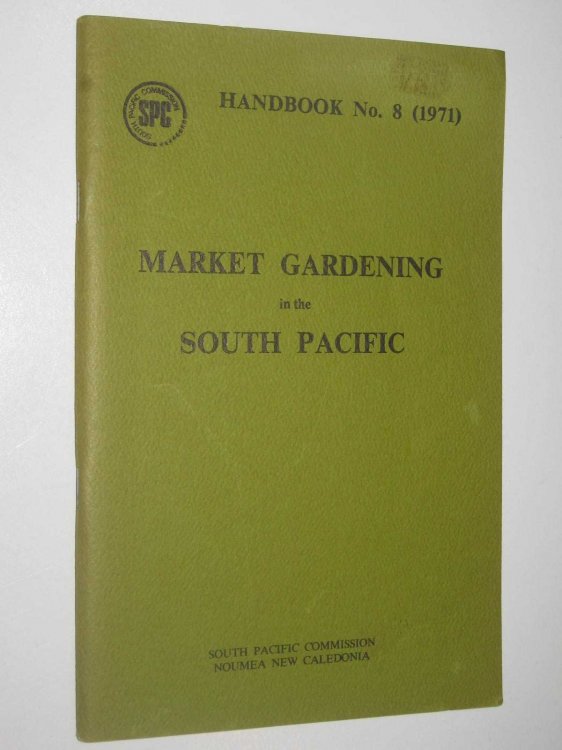 SOUTH PACIFIC COMMISSION
SPC
HANDBOOK No. 8 (1971)
MARKET GARDENING
in the
SOUTH PACIFIC
SOUTH PACIFIC COMMISSION
NOUMEA NEW CALEDONIA